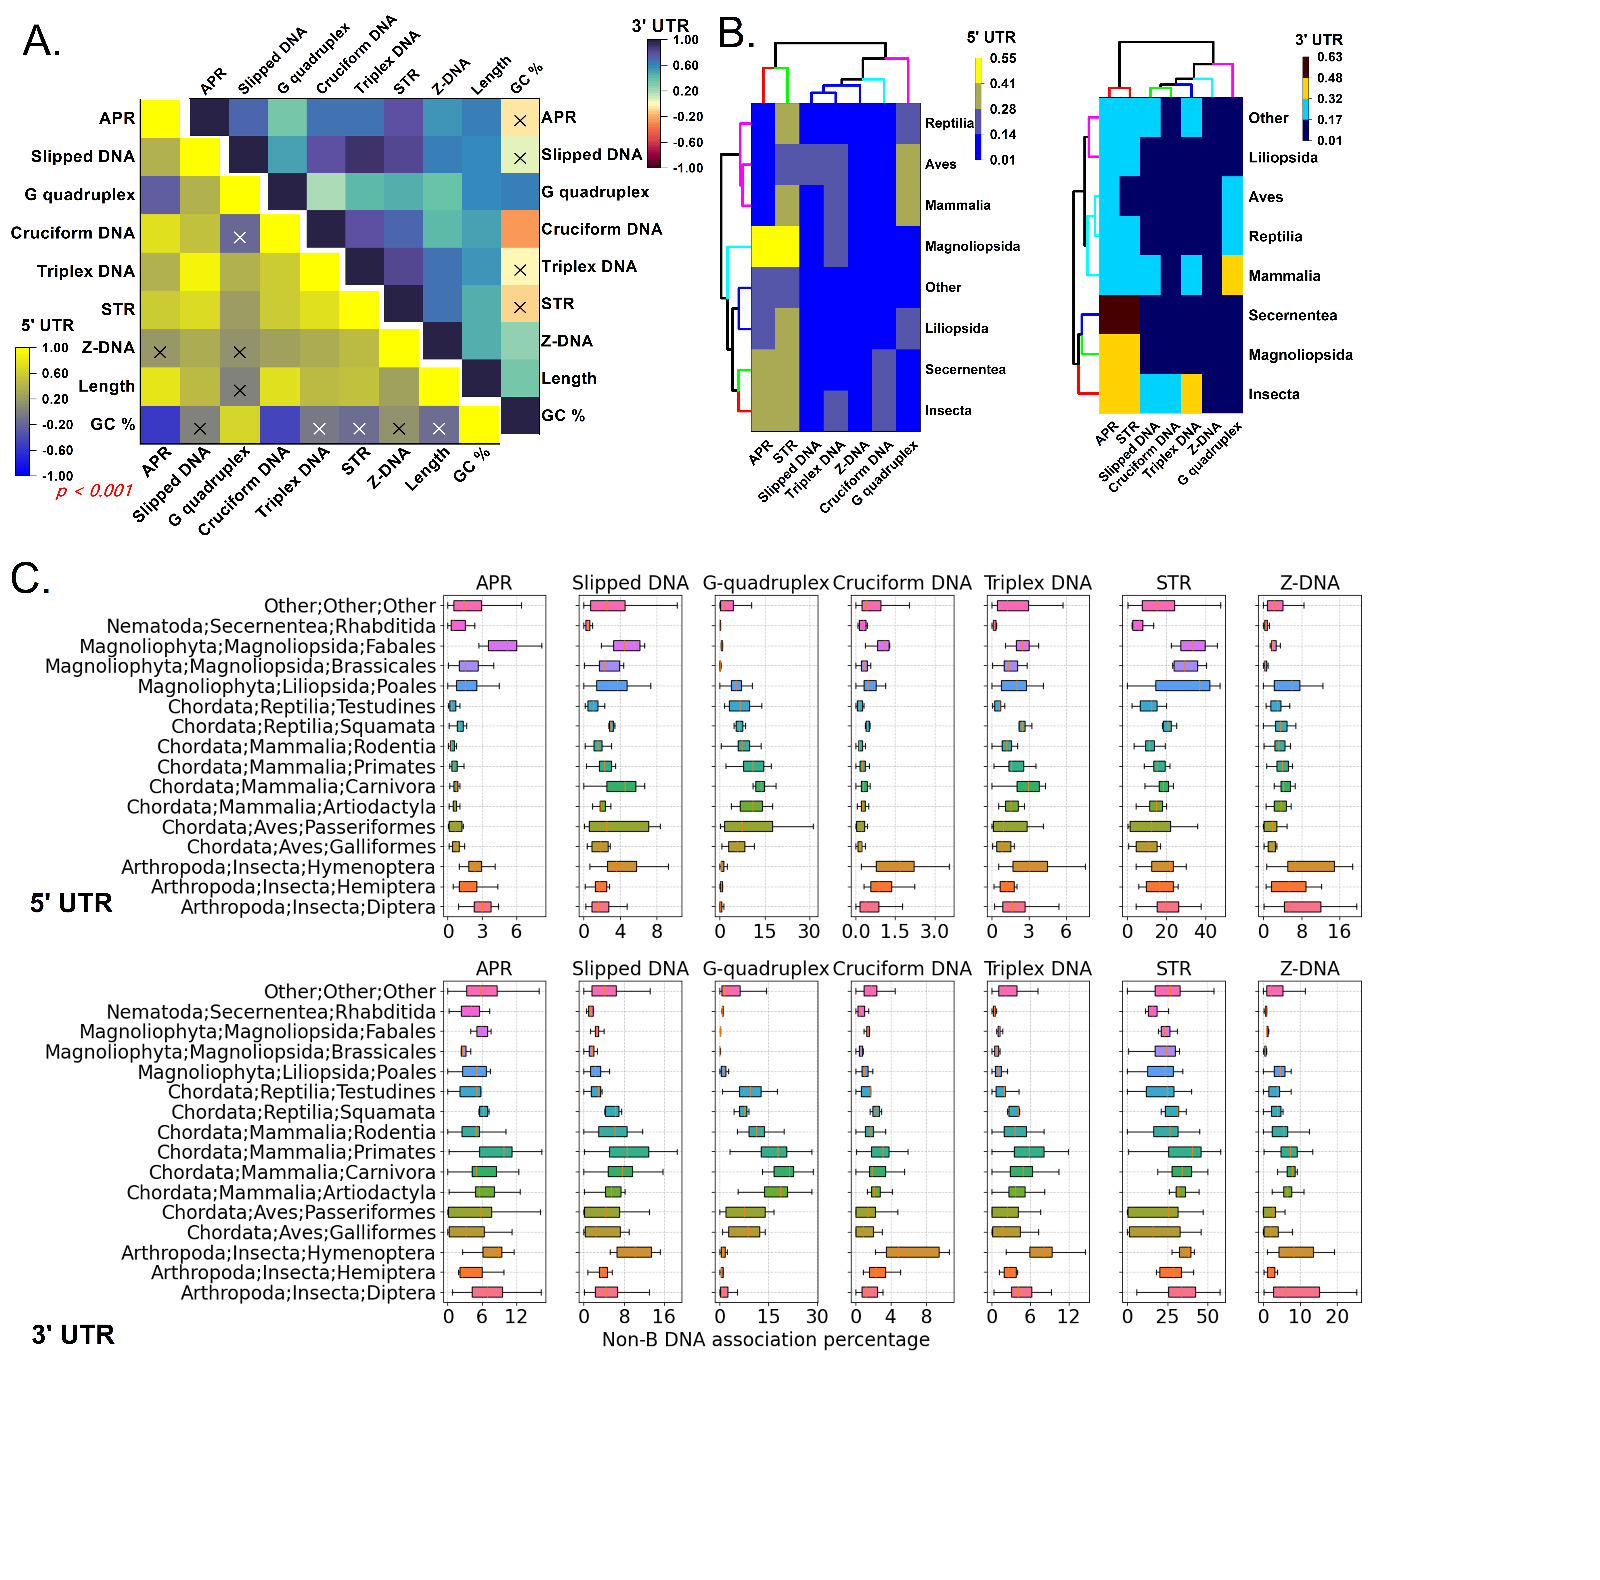 A.
APR
Slipped DNA
G quadruplex
Cruciform DNA
Triplex DNA
STR
Z-DNA
Length
GC %
3' UTR
1.00
0.60
0.20
-0.20
-0.60
-1.00
APR
Slipped DNA
G quadruplex
Cruciform DNA
Triplex DNA
STR
Z-DNA
Length
GC %
APR
Slipped DNA
G quadruplex
Cruciform DNA
Triplex DNA
STR
Z-DNA
Length
GC %
5' UTR
1.00
0.60
0.20
-0.20
-0.60
-1.00
p < 0.001
APR
Slipped DNA
G quadruplex
Cruciform DNA
Triplex DNA
STR
Z-DNA
Length
GC %
B.
5' UTR
0.55
0.41
0.28
0.14
0.01
Reptilia
Aves
Mammalia
Magnoliopsida
Other
Liliopsida
Secernentea
Insecta
APR
STR
Slipped DNA
Triplex DNA
Z-DNA
Cruciform DNA
G quadruplex
3' UTR
0.63
0.48
0.32
0.17
0.01
Other
Liliopsida
Aves
Reptilia
Mammalia
Secernentea
Magnoliopsida
Insecta
APR
STR
Slipped DNA
Cruciform DNA
Triplex DNA
Z-DNA
G quadruplex
C.
APR Slipped DNA G-quadruplex Cruciform DNA Triplex DNA STR Z-DNA
Other;Other;Other
Nematoda;Secernentea;Rhabditida
Magnoliophyta;Magnoliopsida;Fabales
Magnoliophyta;Magnoliopsida;Brassicales
Magnoliophyta;Liliopsida;Poales
Chordata;Reptilia;Testudines
Chordata;Reptilia;Squamata
Chordata;Mammalia;Rodentia
Chordata;Mammalia;Primates
Chordata;Mammalia;Carnivora
Chordata;Mammalia;Artiodactyla
Chordata;Aves;Passeriformes
Chordata;Aves;Galliformes
Arthropoda;Insecta;Hymenoptera
Arthropoda;Insecta;Hemiptera
Arthropoda;Insecta;Diptera
5' UTR
0 3 6 0 4 8 0 15 30 0.0 1.5 3.0 0 3 6 0 20 40 0 8 16
APR Slipped DNA G-quadruplex Cruciform DNA Triplex DNA STR Z-DNA
Other;Other;Other
Nematoda;Secernentea;Rhabditida
Magnoliophyta;Magnoliopsida;Fabales
Magnoliophyta;Magnoliopsida;Brassicales
Magnoliophyta;Liliopsida;Poales
Chordata;Reptilia;Testudines
Chordata;Reptilia;Squamata
Chordata;Mammalia;Rodentia
Chordata;Mammalia;Primates
Chordata;Mammalia;Carnivora
Chordata;Mammalia;Artiodactyla
Chordata;Aves;Passeriformes
Chordata;Aves;Galliformes
Arthropoda;Insecta;Hymenoptera
Arthropoda;Insecta;Hemiptera
Arthropoda;Insecta;Diptera
0 6 12 0 8 16 0 15 30 0 4 8 0 6 12 0 25 50 0 10 20
3' UTR
Non-B DNA association percentage